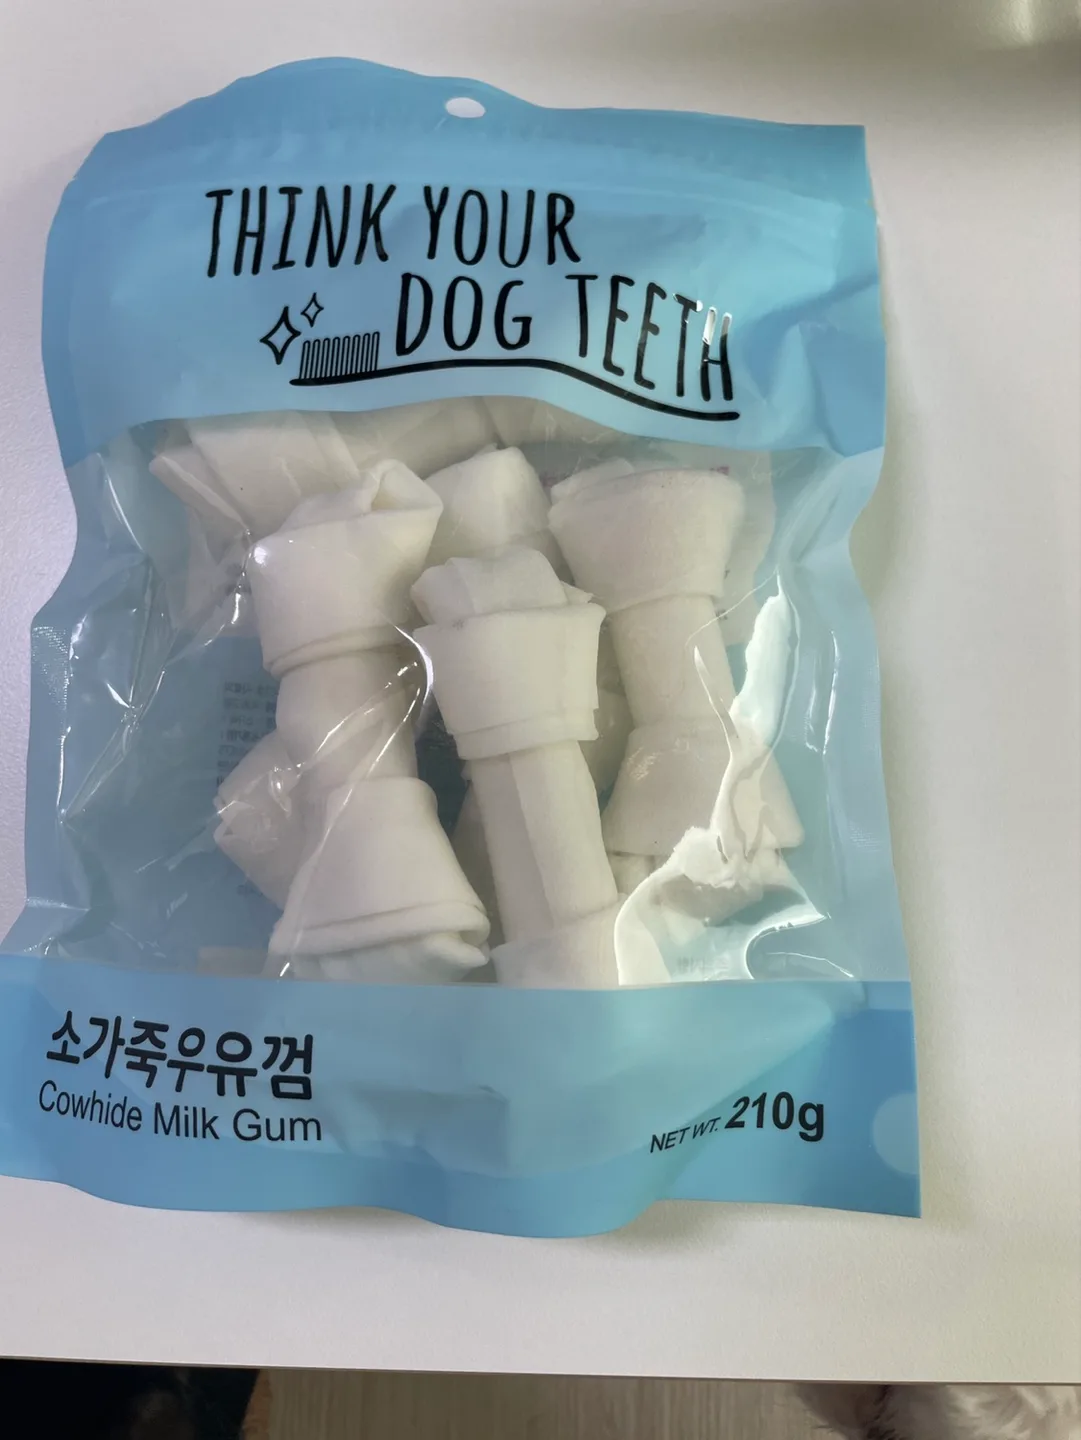 THINK YOUR
DOG TEETH
소가죽우유껌
Cowhide Milk Gum
NET WT. 210g